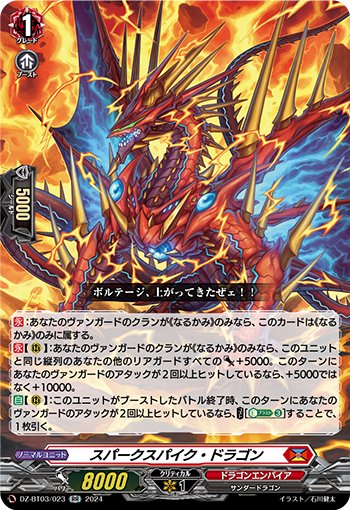 1
グレード
ブースト
5000
シールド
ボルテージ、上がってきたぜェ！！
永：あなたのヴァンガードのクランが《なるかみ》のみなら、このカードは《なるかみ》のみに属する。
永【】：あなたのヴァンガードのクランが《なるかみ》のみなら、このユニットと同じ縦列のあなたの他のリアガードすべての+5000。このターンにあなたのヴァンガードのアタックが２回以上ヒットしているなら、+5000ではなく+10000。
自【】：このユニットがブーストしたバトル終了時、このターンにあなたのヴァンガードのアタックが２回以上ヒットしているなら、[ブラスト3]することで、１枚引く。
ノーマルユニット
スパークスパイク・ドラゴン
パワー
8000
クリティカル
1
ドラゴンエンパイア
サンダードラゴン
DZ-BT03/023 RR 2024
イラスト／石川健太